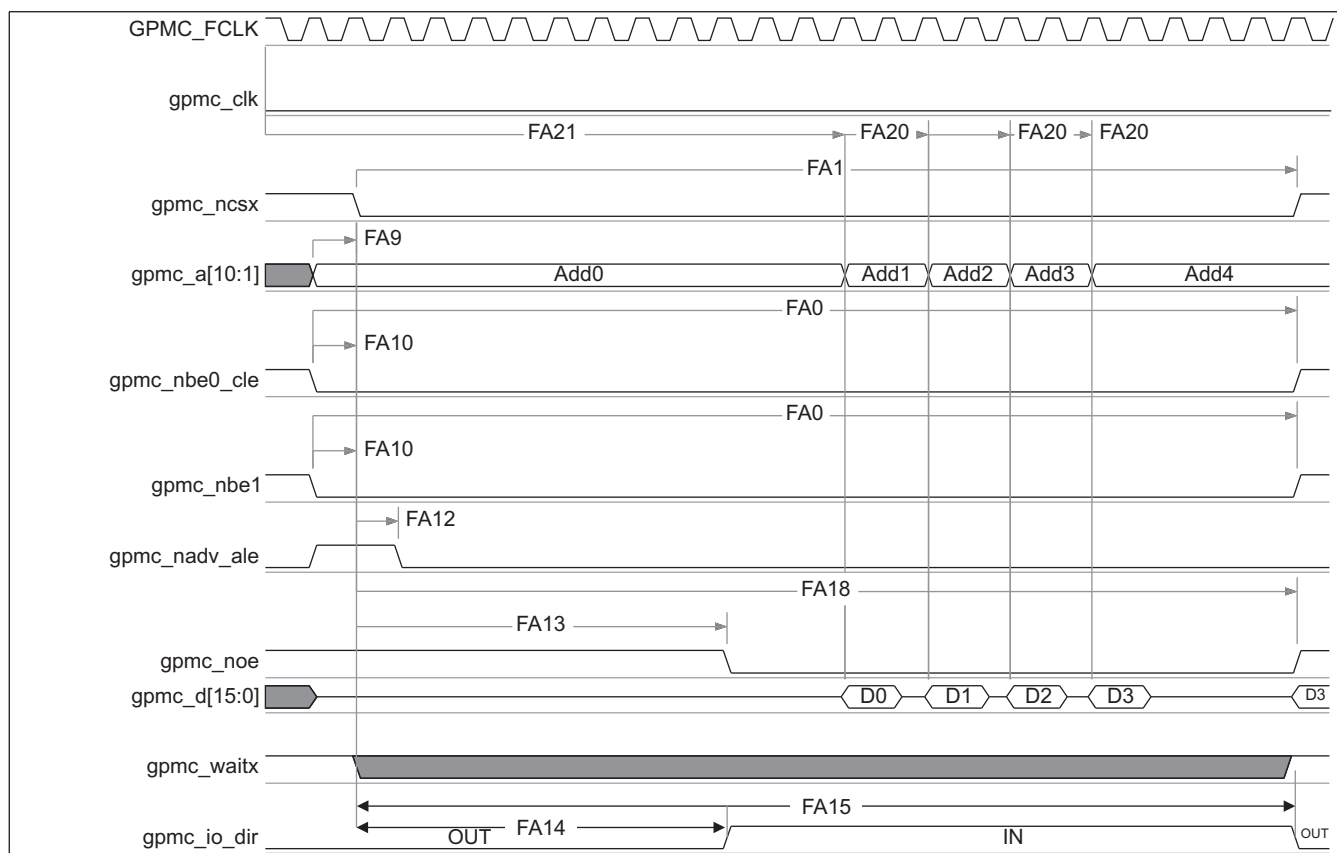 GPMC_FCLK
gpmc_clk
FA21 FA20 FA20 FA20
FA1
gpmc_ncsx
FA9
gpmc_a[10:1] Add0 Add1 Add2 Add3 Add4
FA0
FA10
gpmc_nbe0_cle
FA0
FA10
gpmc_nbe1
FA12
gpmc_nadv_ale
FA18
FA13
gpmc_noe
gpmc_d[15:0] D0 D1 D2 D3 D3
gpmc_waitx
FA15
FA14
gpmc_io_dir OUT IN OUT